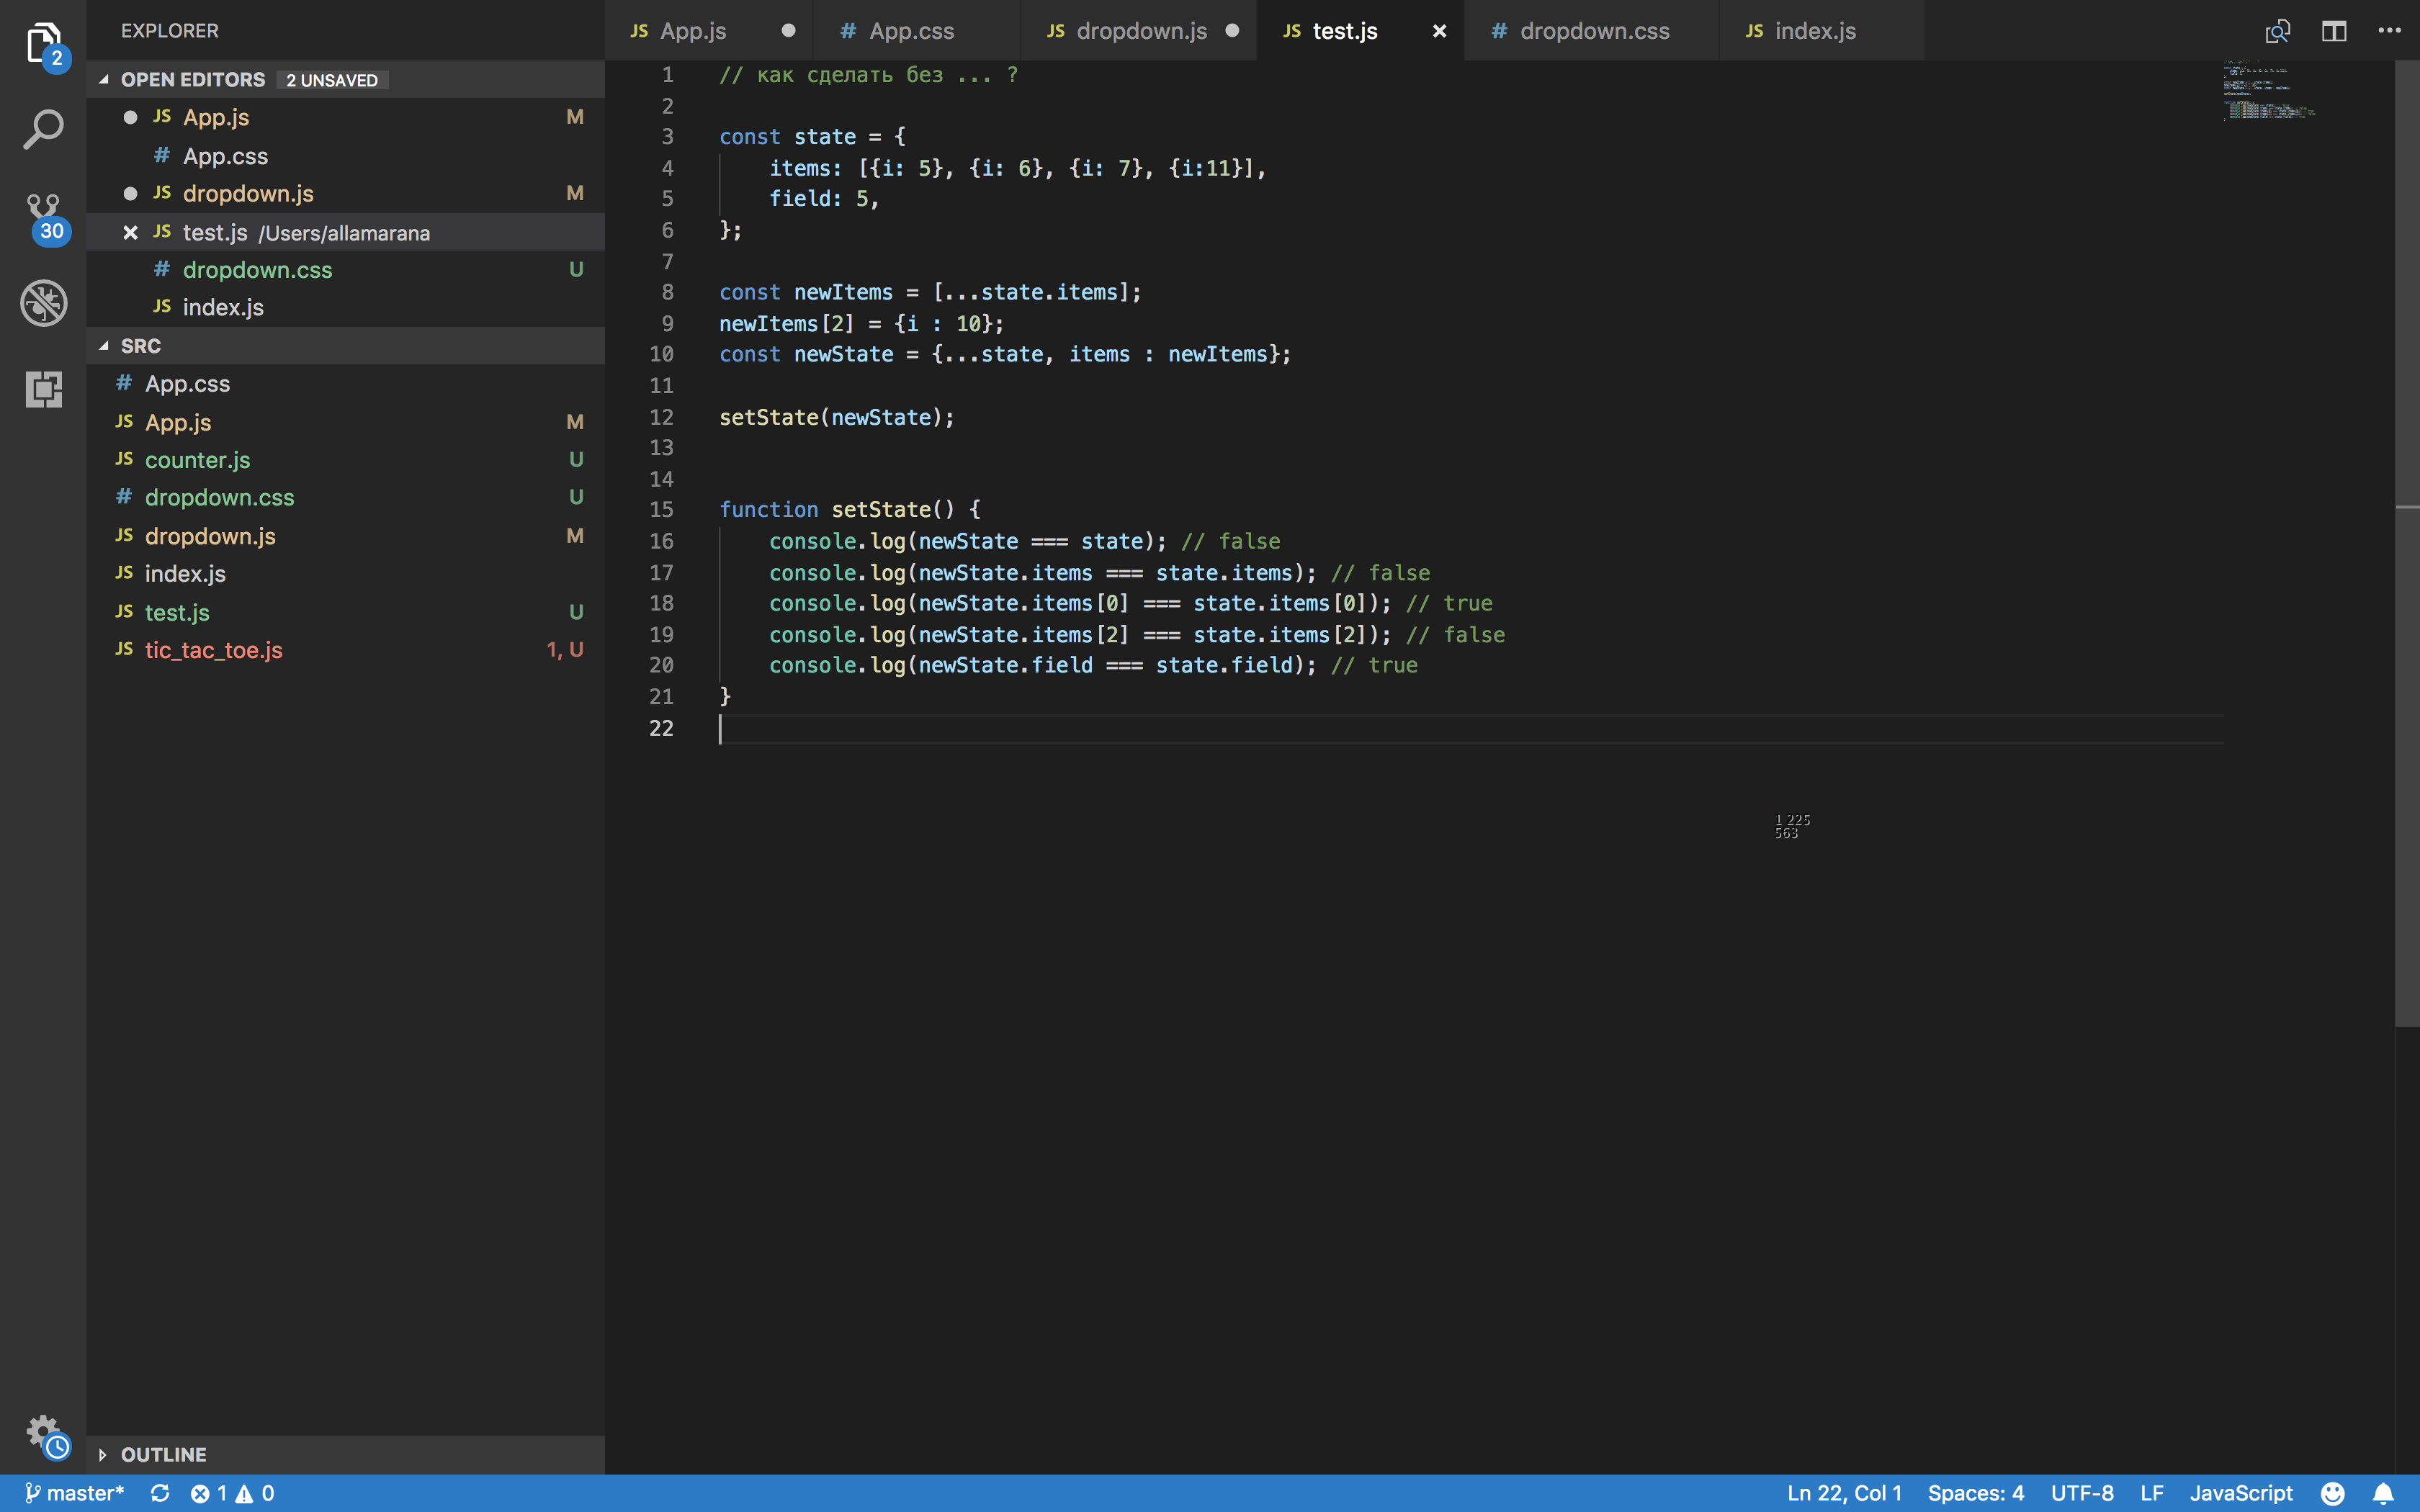 EXPLORER
OPEN EDITORS 2 UNSAVED
JS App.js M
# App.css
JS dropdown.js M
JS test.js /Users/allamarana
# dropdown.css U
JS index.js
SRC
# App.css
JS App.js M
JS counter.js U
# dropdown.css U
JS dropdown.js M
JS index.js
JS test.js U
JS tic_tac_toe.js 1, U
OUTLINE
2
30
JS App.js # App.css JS dropdown.js JS test.js # dropdown.css JS index.js
1 // как сделать без ... ?
2
3 const state = {
4 items: [{i: 5}, {i: 6}, {i: 7}, {i:11}],
5 field: 5,
6 };
7
8 const newItems = [...state.items];
9 newItems[2] = {i : 10};
10 const newState = {...state, items : newItems};
11
12 setState(newState);
13
14
15 function setState() {
16 console.log(newState === state); // false
17 console.log(newState.items === state.items); // false
18 console.log(newState.items[0] === state.items[0]); // true
19 console.log(newState.items[2] === state.items[2]); // false
20 console.log(newState.field === state.field); // true
21 }
22
1 225
563
master* 1 0 Ln 22, Col 1 Spaces: 4 UTF-8 LF JavaScript